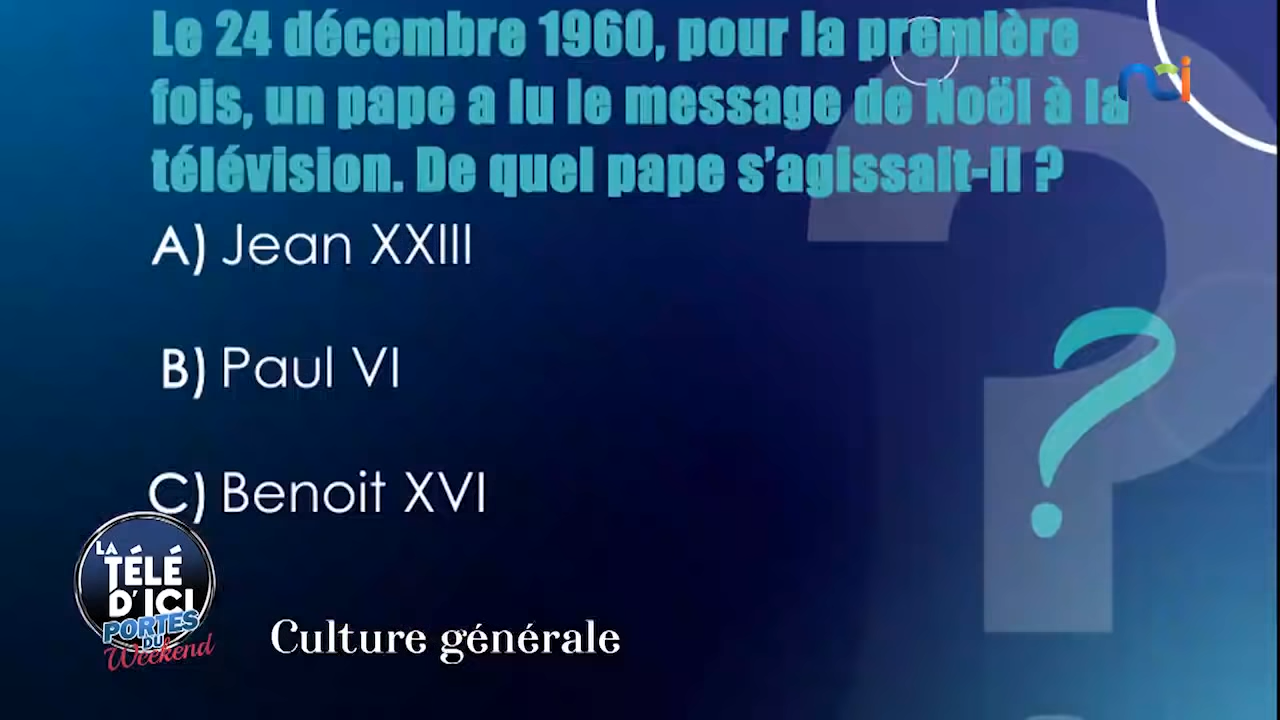 Le 24 décembre 1960, pour la première
fois, un pape a lu le message de Noël à la
télévision. De quel pape s'agissait-il ?
A) Jean XXIII
B) Paul VI
C) Benoit XVI
LA
TÉLÉ
D'ICI
PORTES
DU
Weekend
Culture générale
nci